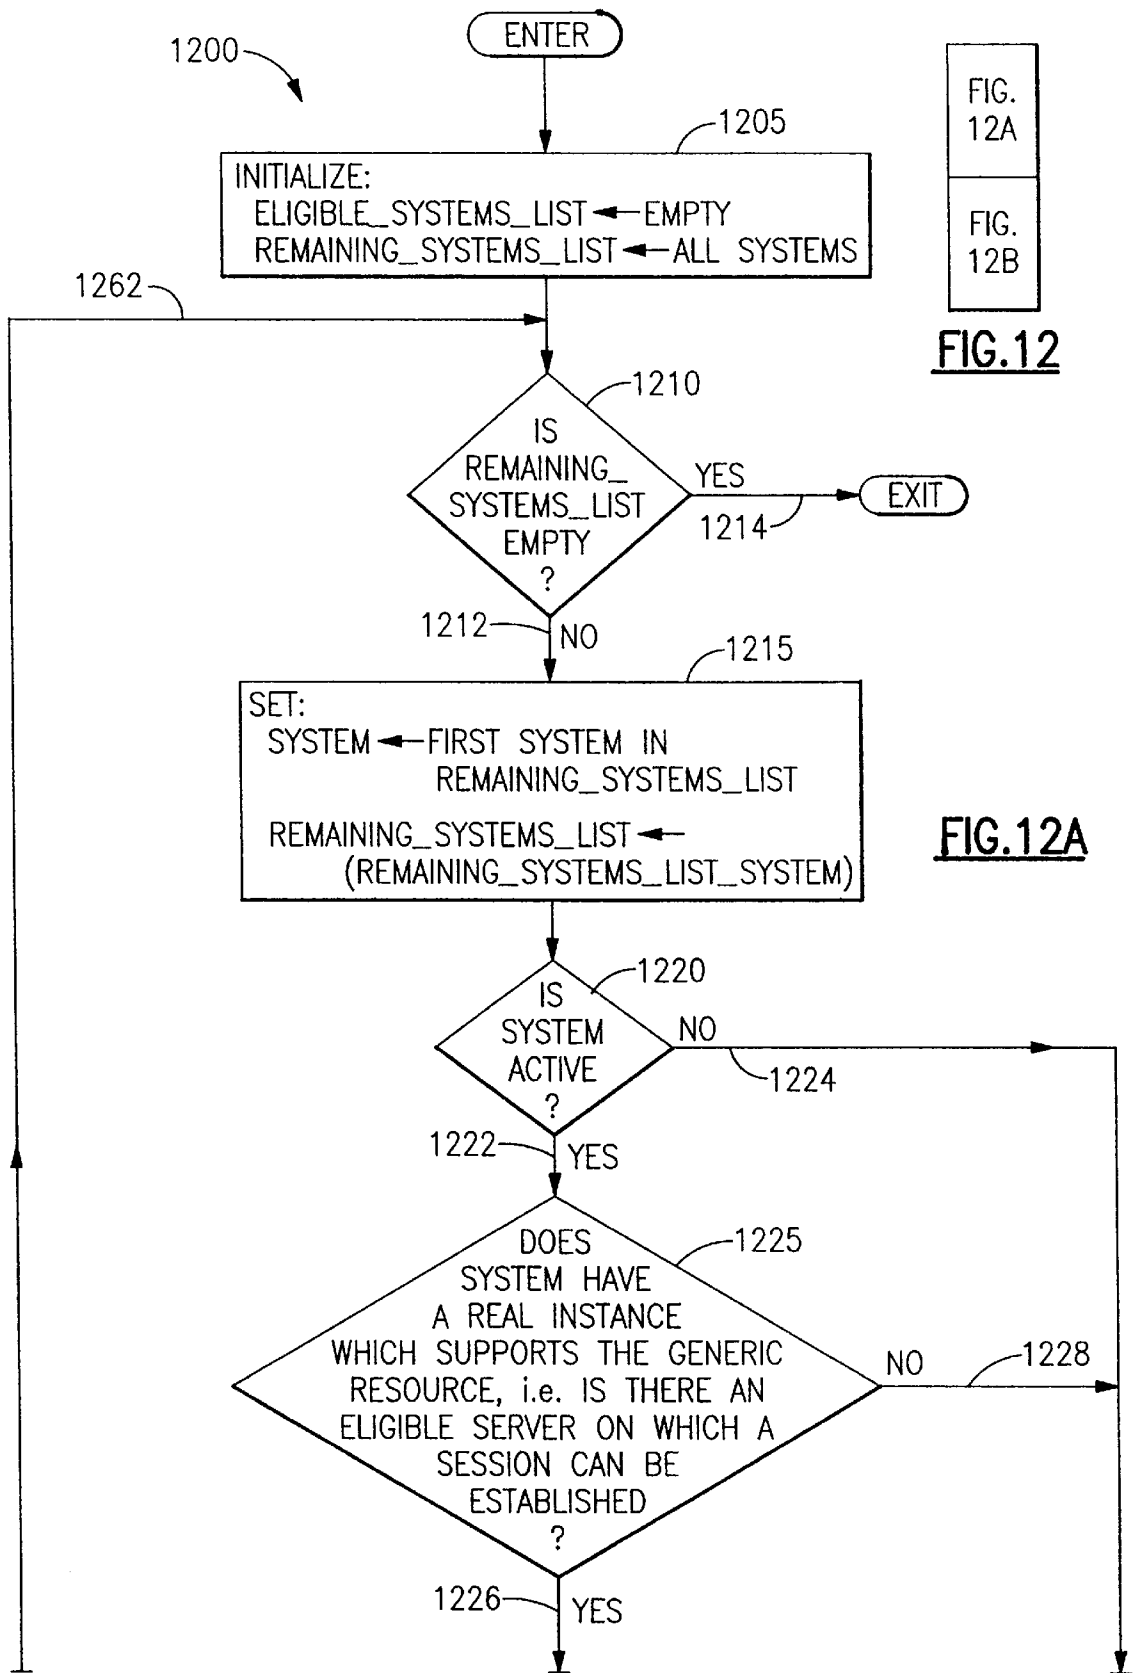 ENTER
1200
FIG.
12A
1205
INITIALIZE:
ELIGIBLE_SYSTEMS_LIST ← EMPTY
REMAINING_SYSTEMS_LIST ← ALL SYSTEMS
FIG.
12B
1262
FIG.12
1210
IS
REMAINING_
SYSTEMS_LIST
EMPTY
?
YES
1214
EXIT
1212
NO
1215
SET:
SYSTEM ← FIRST SYSTEM IN
REMAINING_SYSTEMS_LIST
REMAINING_SYSTEMS_LIST ←
(REMAINING_SYSTEMS_LIST_SYSTEM)
FIG.12A
1220
IS
SYSTEM
ACTIVE
?
NO
1224
1222
YES
1225
DOES
SYSTEM HAVE
A REAL INSTANCE
WHICH SUPPORTS THE GENERIC
RESOURCE, i.e. IS THERE AN
ELIGIBLE SERVER ON WHICH A
SESSION CAN BE
ESTABLISHED
?
NO
1228
1226
YES